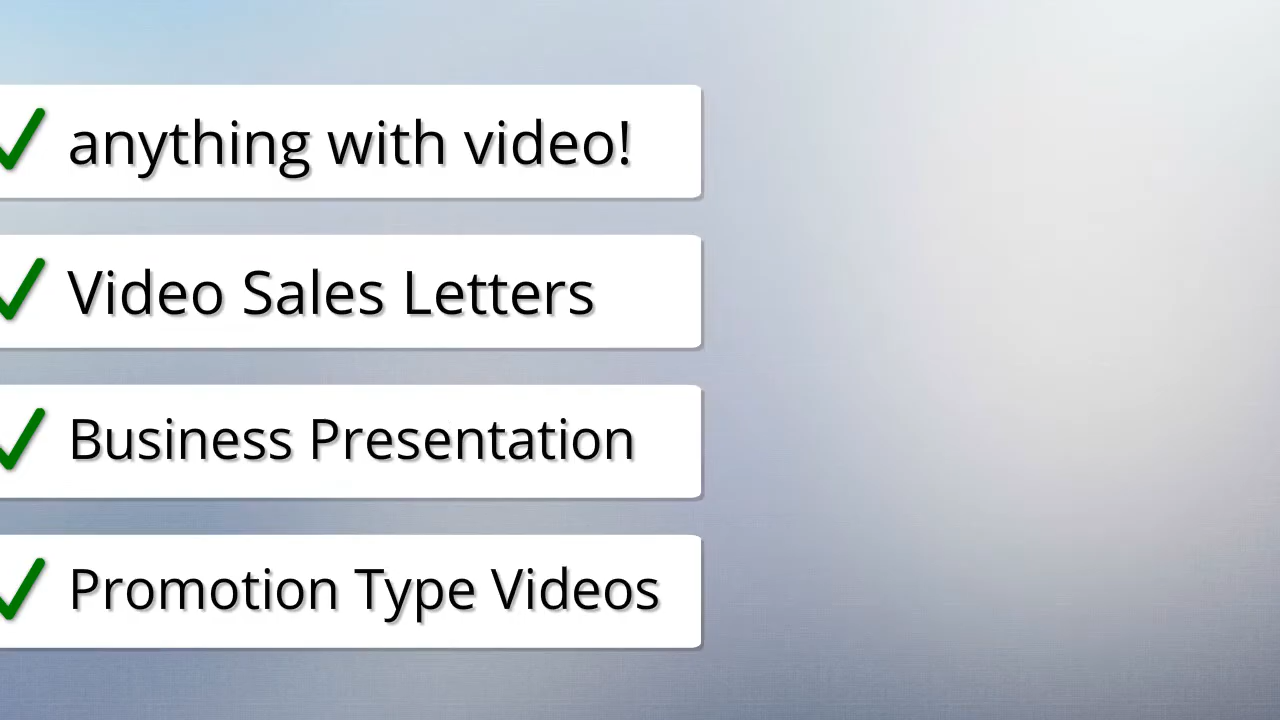 anything with video!
Video Sales Letters
Business Presentation
Promotion Type Videos